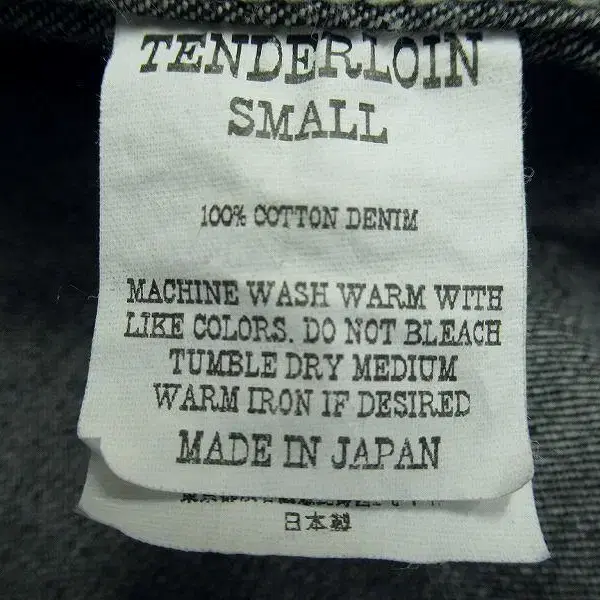 TENDERLOIN
SMALL
100% COTTON DENIM
MACHINE WASH WARM WITH
LIKE COLORS. DO NOT BLEACH
TUMBLE DRY MEDIUM
WARM IRON IF DESIRED
MADE IN JAPAN
日本製